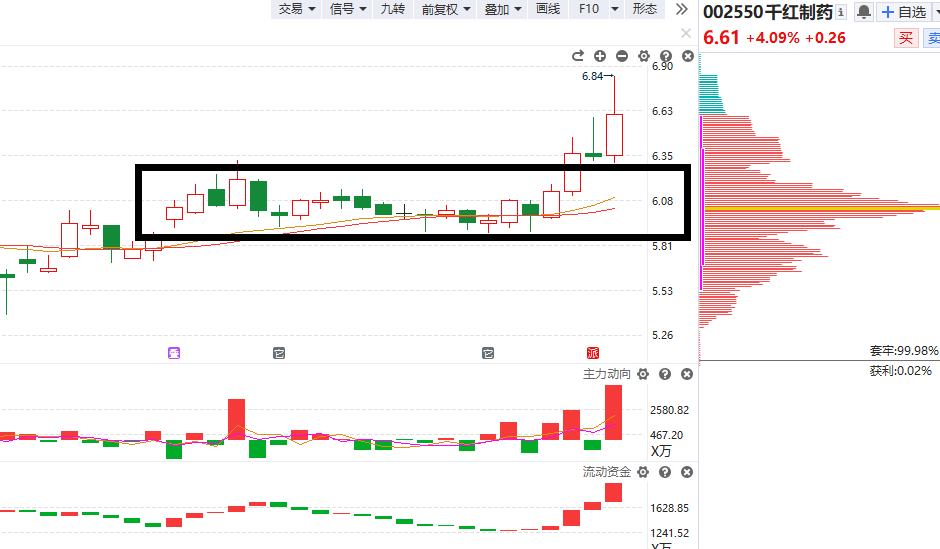 交易 信号 九转 前复权 叠加 画线 F10 形态
002550千红制药
自选
6.61 +4.09% +0.26
买 卖
6.90
6.84
6.63
6.35
6.08
5.81
5.53
5.26
派
套牢:99.98%
获利:0.02%
主力动向
2580.82
467.20
X万
流动资金
1628.85
1241.52
X万